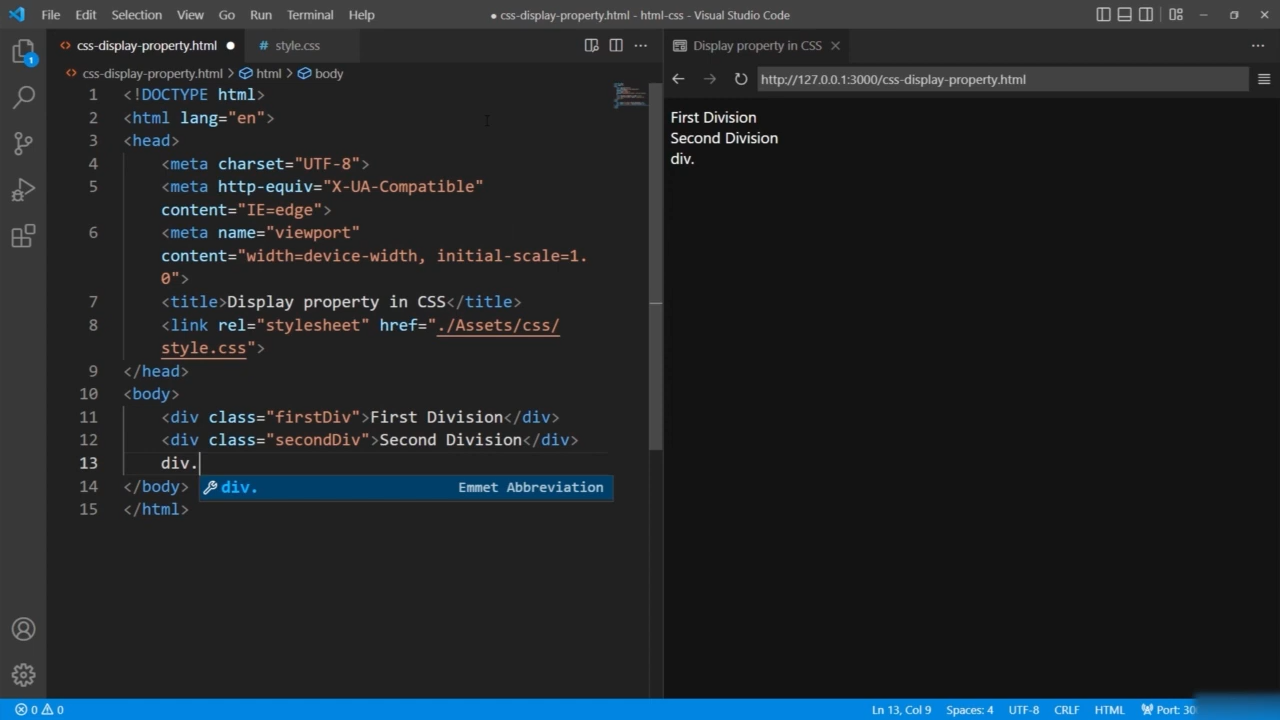 File Edit Selection View Go Run Terminal Help
● css-display-property.html - html-css - Visual Studio Code
css-display-property.html ●
# style.css
css-display-property.html > html > body
1 <!DOCTYPE html>
2 <html lang="en">
3 <head>
4 <meta charset="UTF-8">
5 <meta http-equiv="X-UA-Compatible"
content="IE=edge">
6 <meta name="viewport"
content="width=device-width, initial-scale=1.
0">
7 <title>Display property in CSS</title>
8 <link rel="stylesheet" href="./Assets/css/
style.css">
9 </head>
10 <body>
11 <div class="firstDiv">First Division</div>
12 <div class="secondDiv">Second Division</div>
13 div.
14 </body>
div. Emmet Abbreviation
15 </html>
Display property in CSS
http://127.0.0.1:3000/css-display-property.html
First Division
Second Division
div.
1
0 0
Ln 13, Col 9 Spaces: 4 UTF-8 CRLF HTML Port: